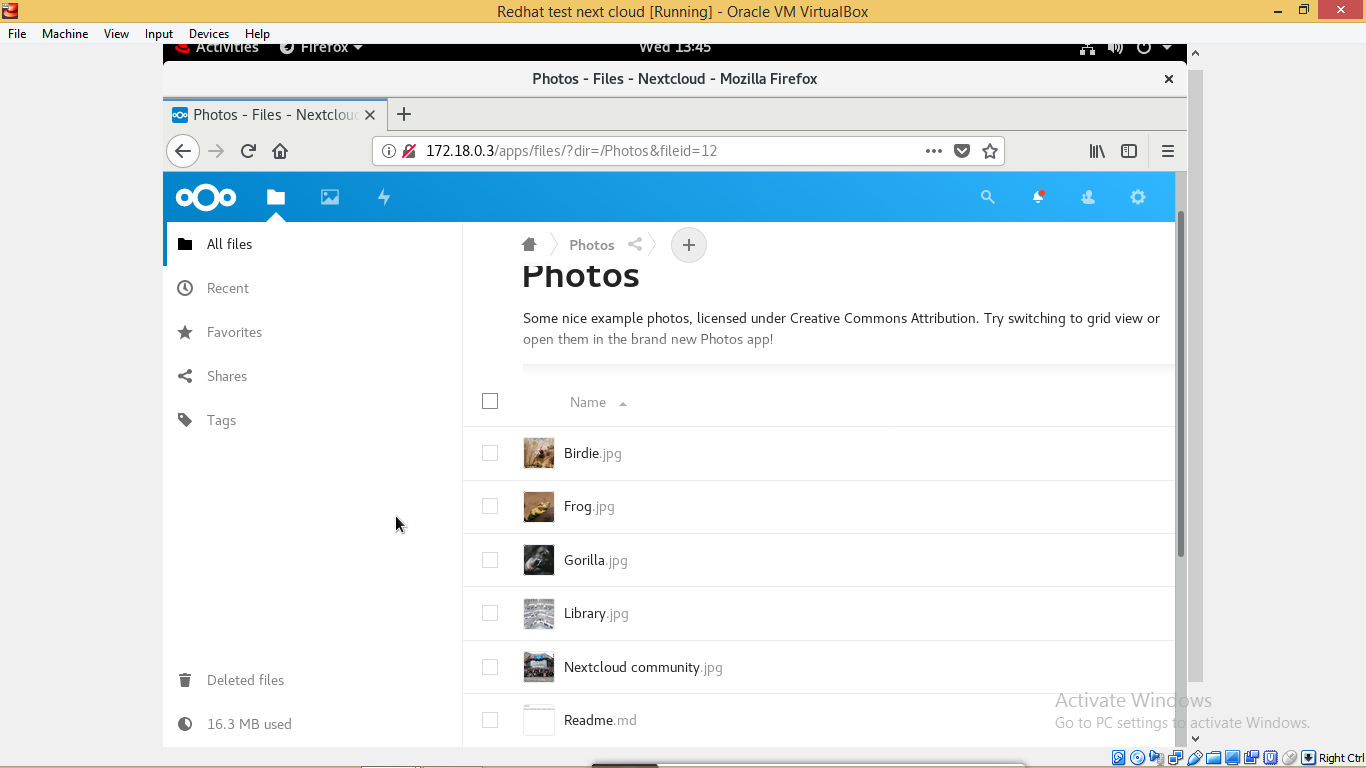 Redhat test next cloud [Running] - Oracle VM VirtualBox
File Machine View Input Devices Help
Activities Firefox Wed 13:45
Photos - Files - Nextcloud - Mozilla Firefox
Photos - Files - Nextclou
172.18.0.3/apps/files/?dir=/Photos&fileid=12
All files
Photos
Recent
Photos
Favorites
Some nice example photos, licensed under Creative Commons Attribution. Try switching to grid view or
open them in the brand new Photos app!
Shares
Tags
Name
Birdie.jpg
Frog.jpg
Gorilla.jpg
Library.jpg
Nextcloud community.jpg
Readme.md
Deleted files
16.3 MB used
Activate Windows
Go to PC settings to activate Windows.
Right Ctrl